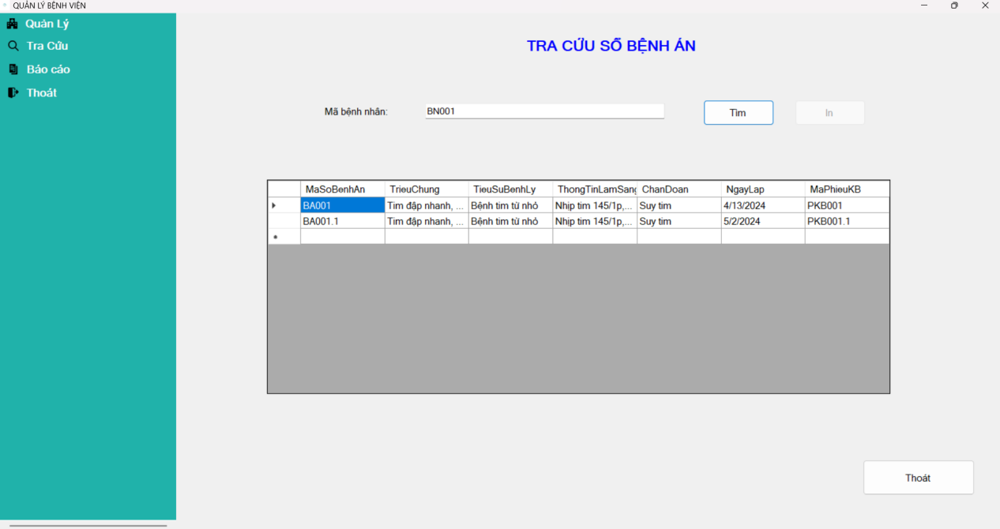 QUẢN LÝ BỆNH VIỆN
Quản Lý
Tra Cứu
Báo cáo
Thoát
TRA CỨU SỔ BỆNH ÁN
Mã bệnh nhân: BN001 Tìm In
MaSoBenhAn TrieuChung TieuSuBenhLy ThongTinLamSang ChanDoan NgayLap MaPhieuKB
BA001 Tim đập nhanh, ... Bệnh tim từ nhỏ Nhịp tim 145/1p,... Suy tim 4/13/2024 PKB001
BA001.1 Tim đập nhanh, ... Bệnh tim từ nhỏ Nhịp tim 145/1p,... Suy tim 5/2/2024 PKB001.1
Thoát